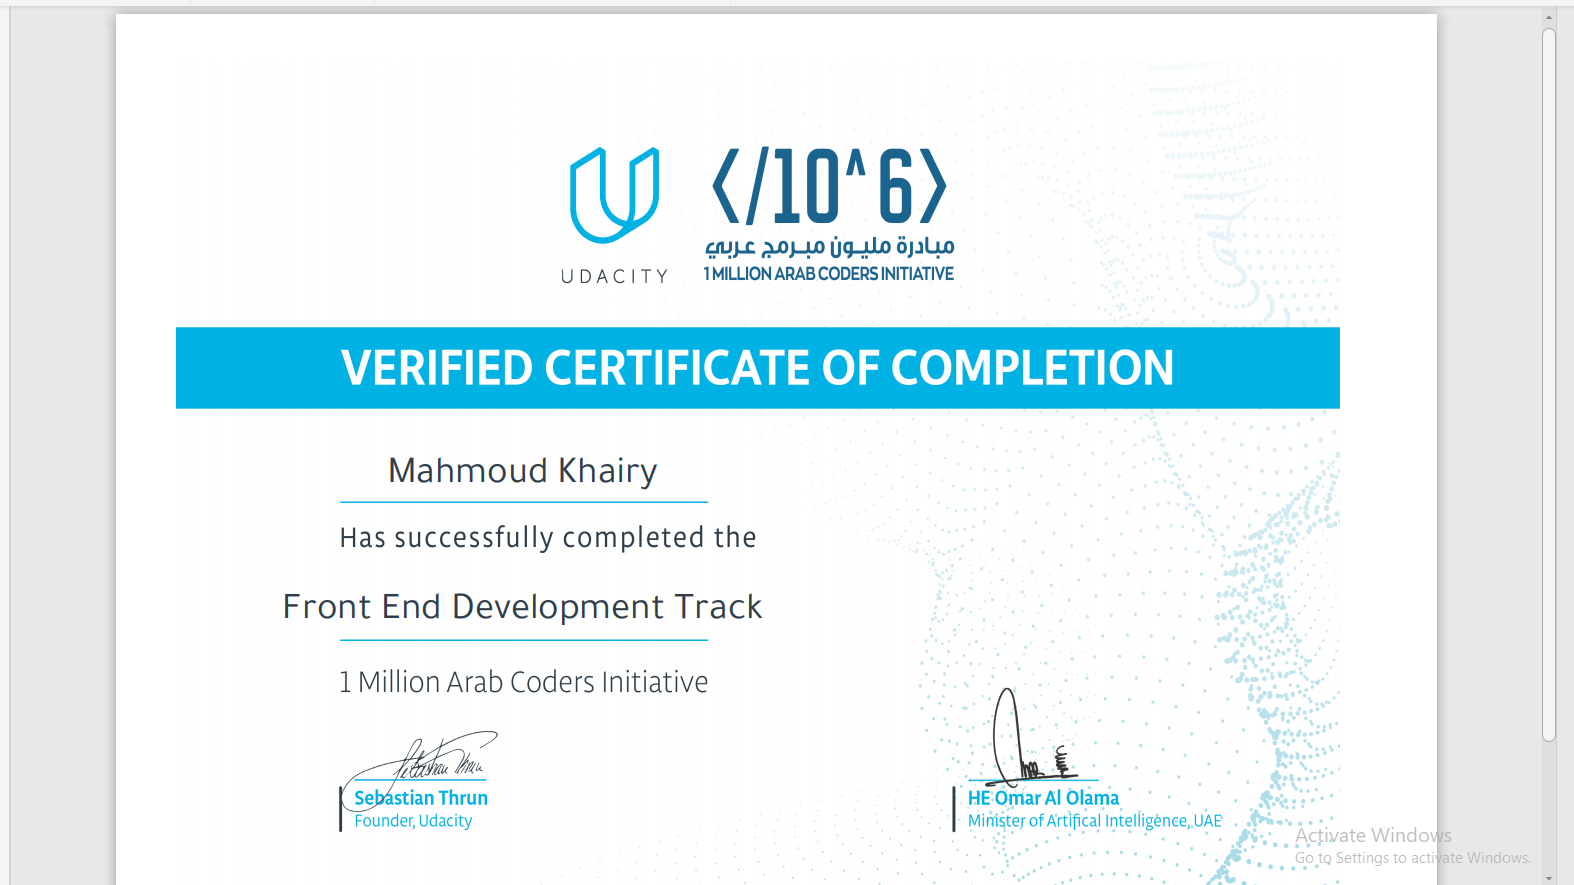 UDACITY
</10^6>
مبادرة مليون مبرمج عربي
1 MILLION ARAB CODERS INITIATIVE
VERIFIED CERTIFICATE OF COMPLETION
Mahmoud Khairy
Has successfully completed the
Front End Development Track
1 Million Arab Coders Initiative
Sebastian Thrun
Sebastian Thrun
Founder, Udacity
HE Omar Al Olama
Minister of Artifical Intelligence, UAE
Activate Windows
Go to Settings to activate Windows.